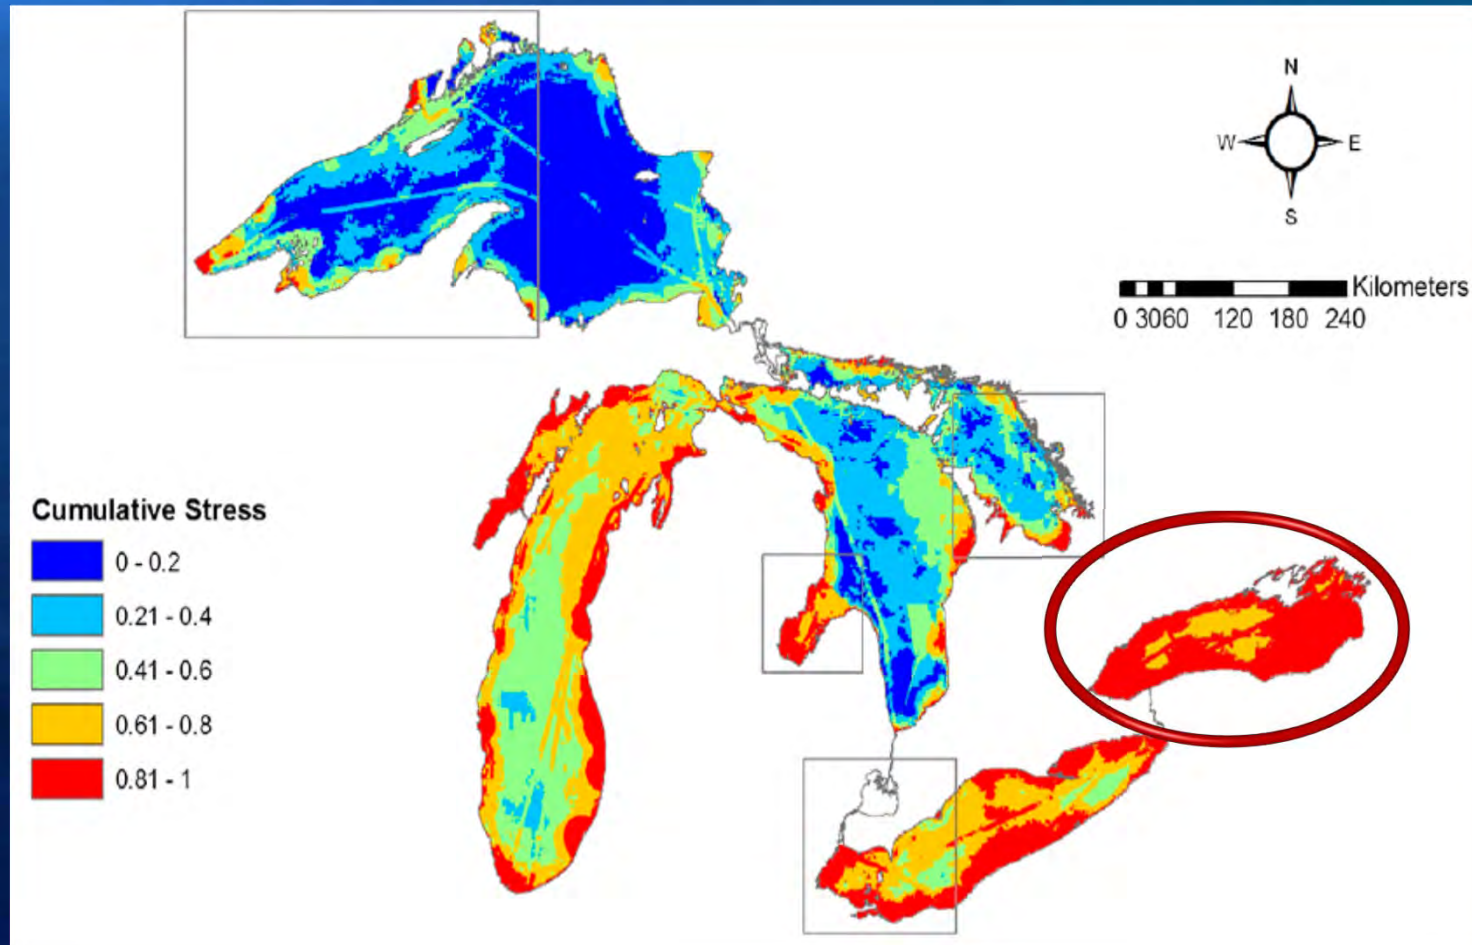 N
W E
S
Kilometers
0 3060 120 180 240
Cumulative Stress
0 - 0.2
0.21 - 0.4
0.41 - 0.6
0.61 - 0.8
0.81 - 1